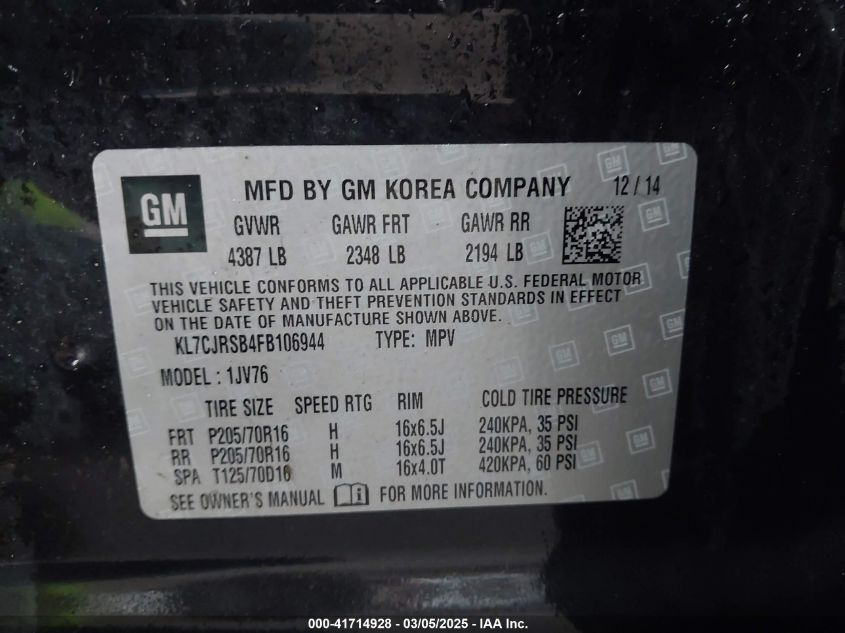 GM MFD BY GM KOREA COMPANY 12/14
GVWR GAWR FRT GAWR RR
4387 LB 2348 LB 2194 LB
THIS VEHICLE CONFORMS TO ALL APPLICABLE U.S. FEDERAL MOTOR
VEHICLE SAFETY AND THEFT PREVENTION STANDARDS IN EFFECT
ON THE DATE OF MANUFACTURE SHOWN ABOVE.
KL7CJRSB4FB106944 TYPE: MPV
MODEL: 1JV76
TIRE SIZE SPEED RTG RIM COLD TIRE PRESSURE
FRT P205/70R16 H 16x6.5J 240KPA, 35 PSI
RR P205/70R16 H 16x6.5J 240KPA, 35 PSI
SPA T125/70D16 M 16x4.0T 420KPA, 60 PSI
SEE OWNER'S MANUAL FOR MORE INFORMATION.
000-41714928 - 03/05/2025 - IAA USA